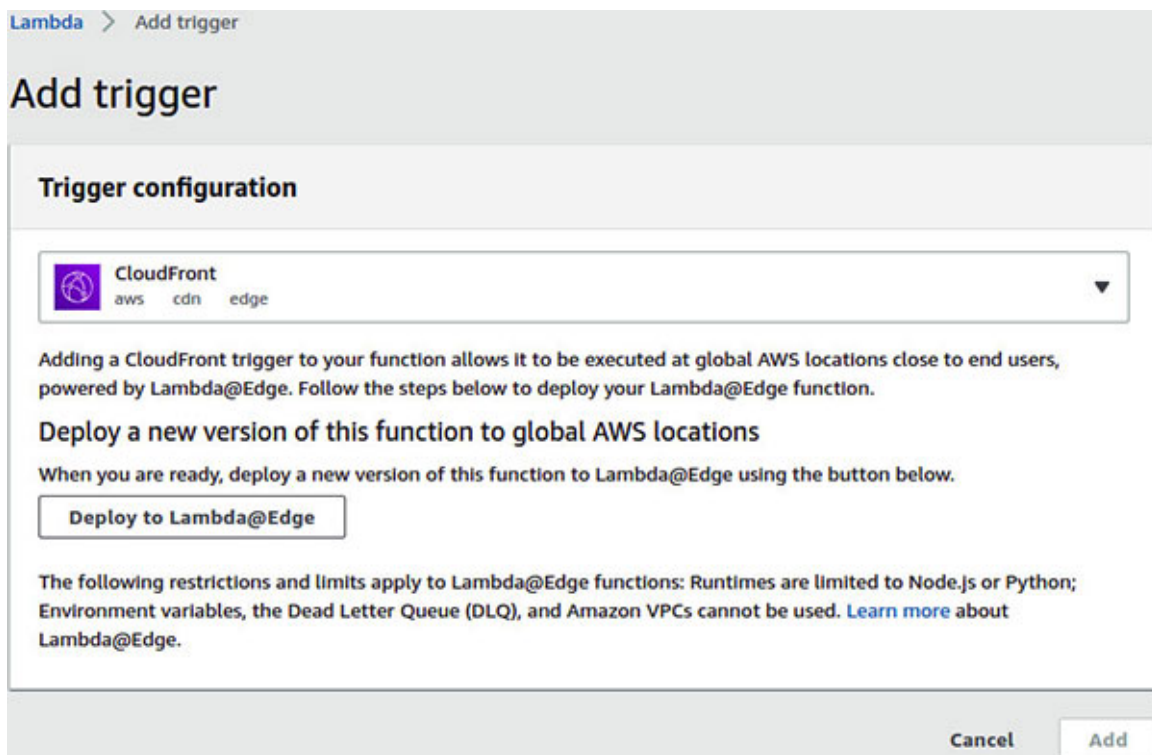 Lambda > Add trigger
Add trigger
Trigger configuration
CloudFront
aws cdn edge
Adding a CloudFront trigger to your function allows it to be executed at global AWS locations close to end users,
powered by Lambda@Edge. Follow the steps below to deploy your Lambda@Edge function.
Deploy a new version of this function to global AWS locations
When you are ready, deploy a new version of this function to Lambda@Edge using the button below.
Deploy to Lambda@Edge
The following restrictions and limits apply to Lambda@Edge functions: Runtimes are limited to Node.js or Python;
Environment variables, the Dead Letter Queue (DLQ), and Amazon VPCs cannot be used. Learn more about
Lambda@Edge.
Cancel Add